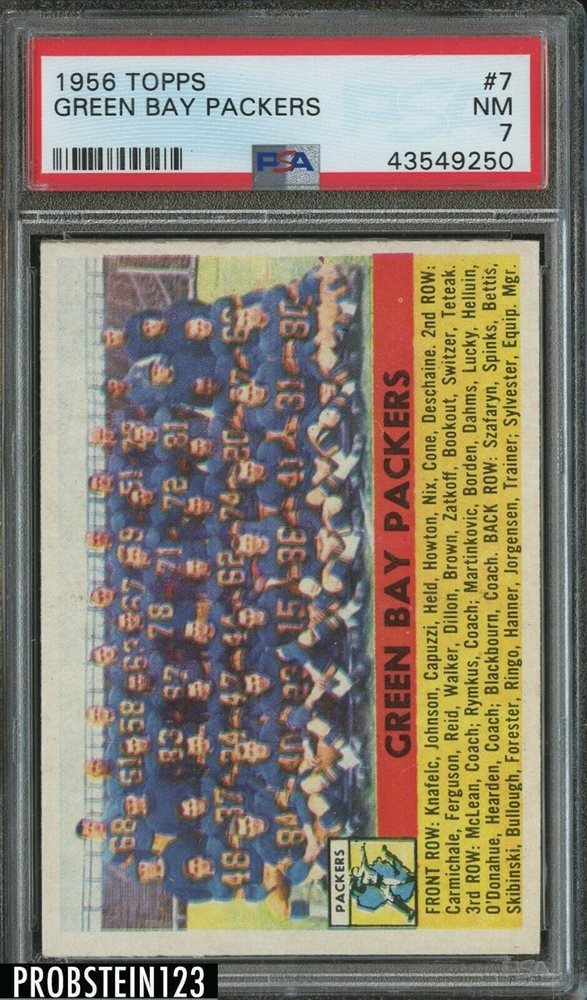 1956 TOPPS
#7
GREEN BAY PACKERS
NM
7
PSA
43549250
GREEN BAY PACKERS
PACKERS
FRONT ROW: Knafelc, Johnson, Capuzzi, Held, Howton, Nix, Cone, Deschaine. 2nd ROW:
Carmichale, Ferguson, Reid, Walker, Dillon, Brown, Zatkoff, Bookout, Switzer, Teteak.
3rd ROW: McLean, Coach; Rymkus, Coach; Martinkovic, Borden, Dahms, Lucky, Helluin,
O'Donahue, Hearden, Coach; Blackbourn, Coach. BACK ROW: Szafaryn, Spinks, Bettis,
Skibinski, Bullough, Forester, Ringo, Hanner, Jorgensen, Trainer; Sylvester, Equip. Mgr.
PROBSTEIN123